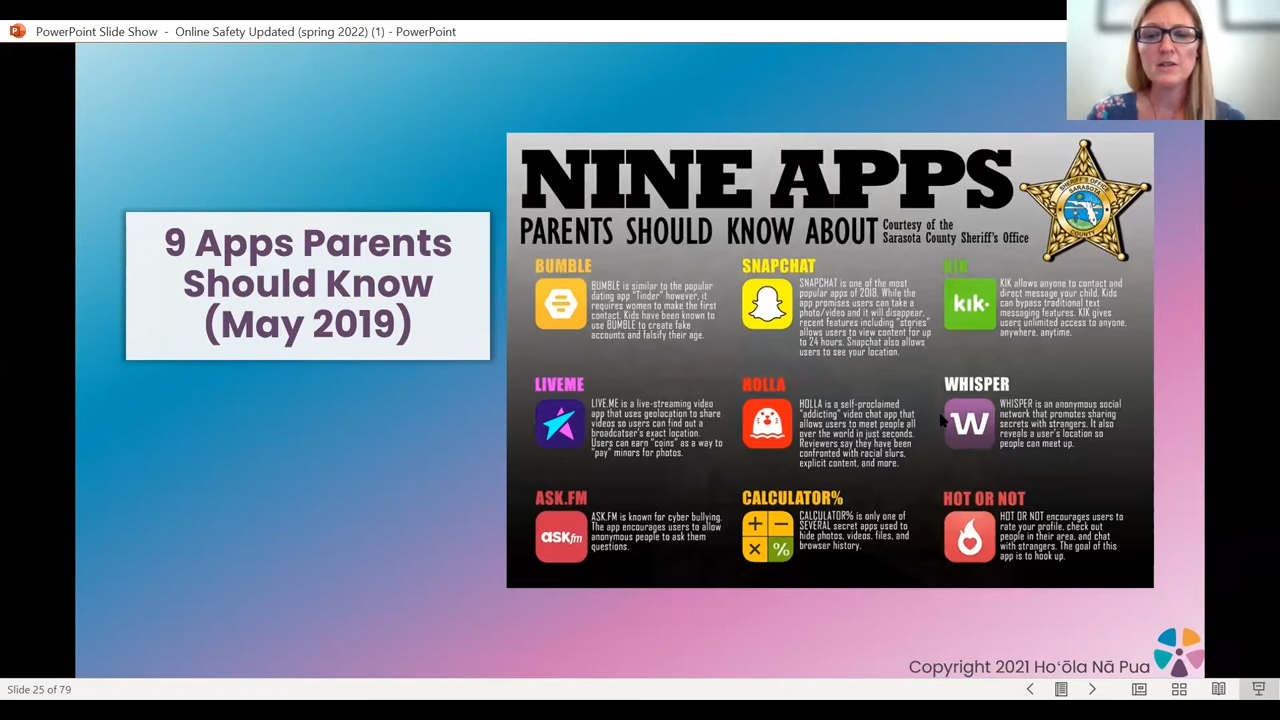 PowerPoint Slide Show - Online Safety Updated (spring 2022) (1) - PowerPoint
9 Apps Parents
Should Know
(May 2019)
NINE APPS
PARENTS SHOULD KNOW ABOUT
Courtesy of the
Sarasota County Sheriff's Office
SHERIFF'S OFFICE
SARASOTA
COUNTY
BUMBLE
BUMBLE is similar to the popular
dating app "Tinder" however, it
requires women to make the first
contact. Kids have been known to
use BUMBLE to create fake
accounts and falsify their age.
SNAPCHAT
SNAPCHAT is one of the most
popular apps of 2018. While the
app promises users can take a
photo/video and it will disappear,
recent features including "stories"
allows users to view content for up
to 24 hours. Snapchat also allows
users to see your location.
KIK
kik.
KIK allows anyone to contact and
direct message your child. Kids
can bypass traditional text
messaging features. KIK gives
users unlimited access to anyone,
anywhere, anytime.
LIVEME
LIVE.ME is a live-streaming video
app that uses geolocation to share
videos so users can find out a
broadcatser's exact location.
Users can earn "coins" as a way to
"pay" minors for photos.
HOLLA
HOLLA is a self-proclaimed
"addicting" video chat app that
allows users to meet people all
over the world in just seconds.
Reviewers say they have been
confronted with racial slurs,
explicit content, and more.
WHISPER
W
WHISPER is an anonymous social
network that promotes sharing
secrets with strangers. It also
reveals a user's location so
people can meet up.
ASK.FM
askfm
ASK.FM is known for cyber bullying.
The app encourages users to allow
anonymous people to ask them
questions.
CALCULATOR%
+ −
× %
CALCULATOR% is only one of
SEVERAL secret apps used to
hide photos, videos, files, and
browser history.
HOT OR NOT
HOT OR NOT encourages users to
rate your profile, check out
people in their area, and chat
with strangers. The goal of this
app is to hook up.
Copyright 2021 Hoʻōla Nā Pua
Slide 25 of 79